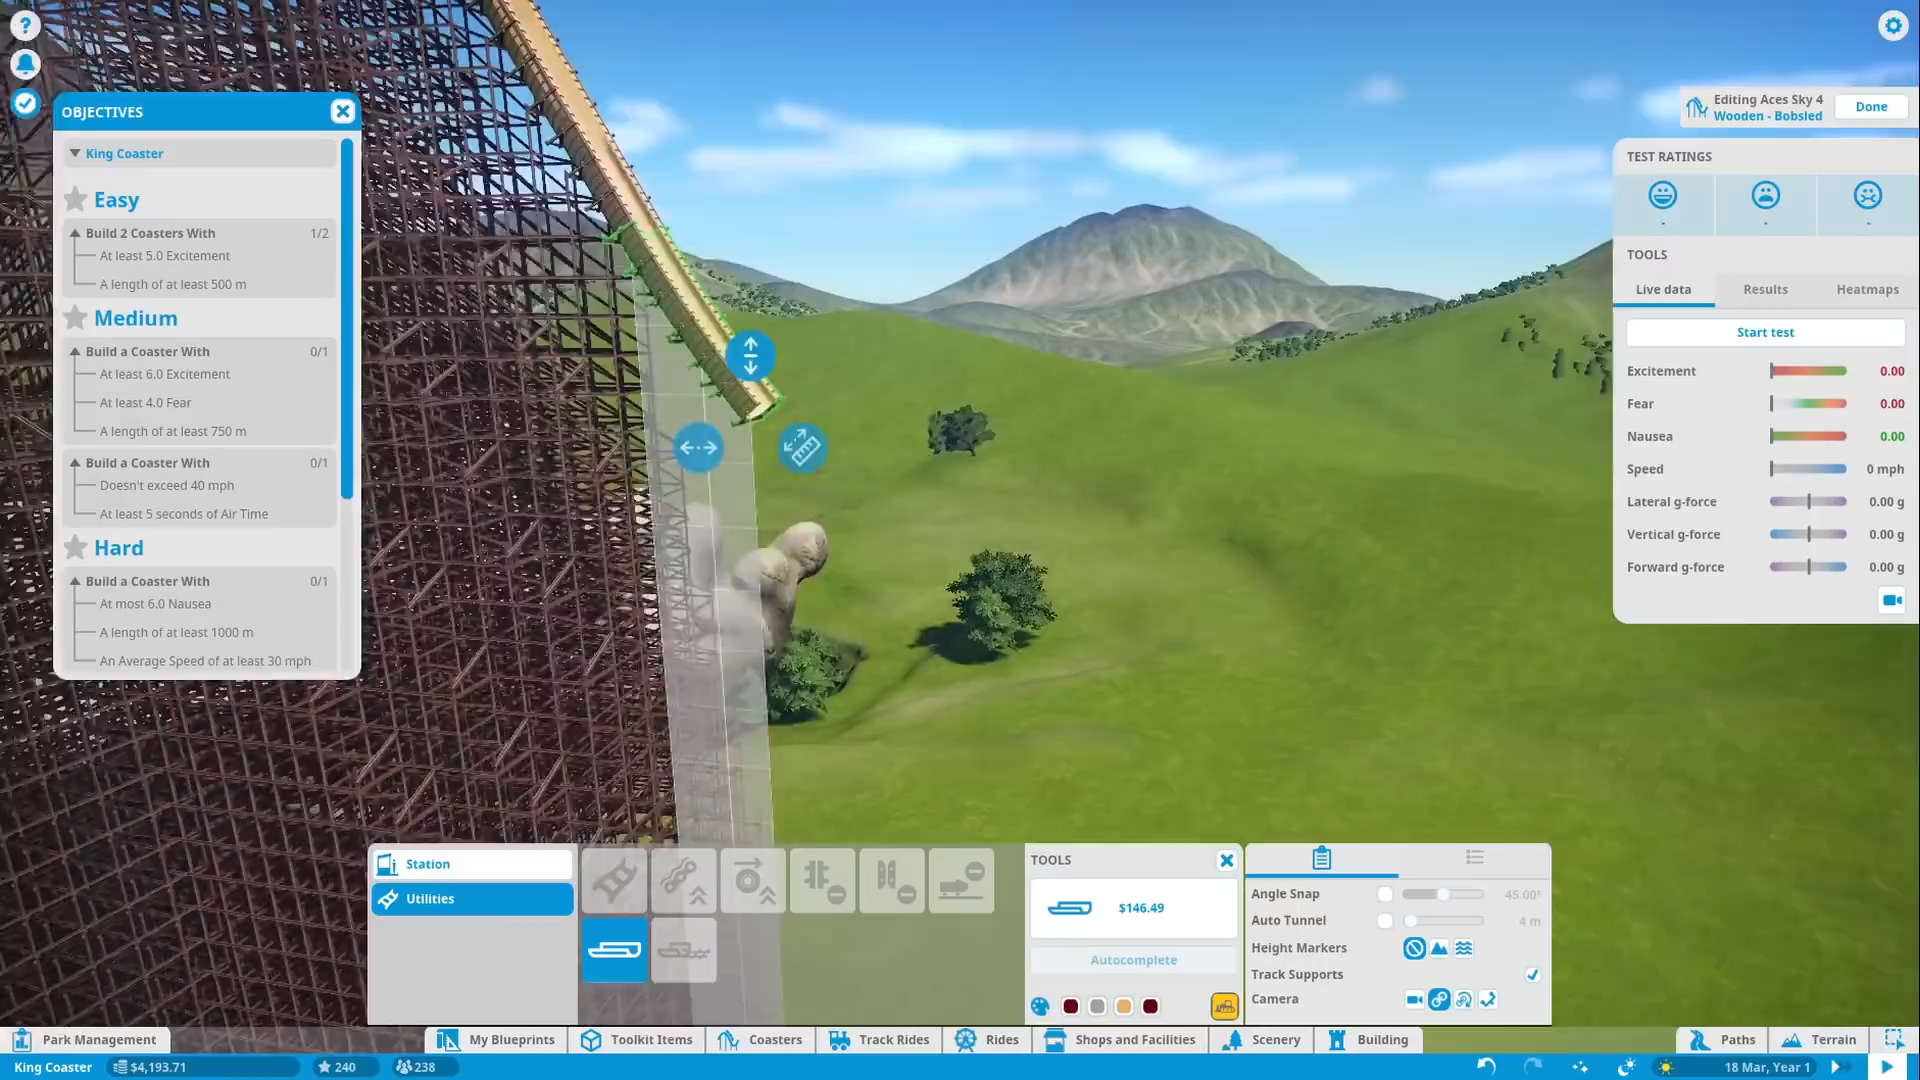 OBJECTIVES
King Coaster
Easy
Build 2 Coasters With 1/2
At least 5.0 Excitement
A length of at least 500 m
Medium
Build a Coaster With 0/1
At least 6.0 Excitement
At least 4.0 Fear
A length of at least 750 m
Build a Coaster With 0/1
Doesn't exceed 40 mph
At least 5 seconds of Air Time
Hard
Build a Coaster With 0/1
At most 6.0 Nausea
A length of at least 1000 m
An Average Speed of at least 30 mph
Editing Aces Sky 4
Wooden - Bobsled
Done
TEST RATINGS
- - -
TOOLS
Live data Results Heatmaps
Start test
Excitement 0.00
Fear 0.00
Nausea 0.00
Speed 0 mph
Lateral g-force 0.00 g
Vertical g-force 0.00 g
Forward g-force 0.00 g
Station
Utilities
TOOLS
$146.49
Autocomplete
Angle Snap 45.00°
Auto Tunnel 4 m
Height Markers
Track Supports
Camera
Park Management My Blueprints Toolkit Items Coasters Track Rides Rides Shops and Facilities Scenery Building Paths Terrain
King Coaster $4,193.71 240 238 18 Mar, Year 1